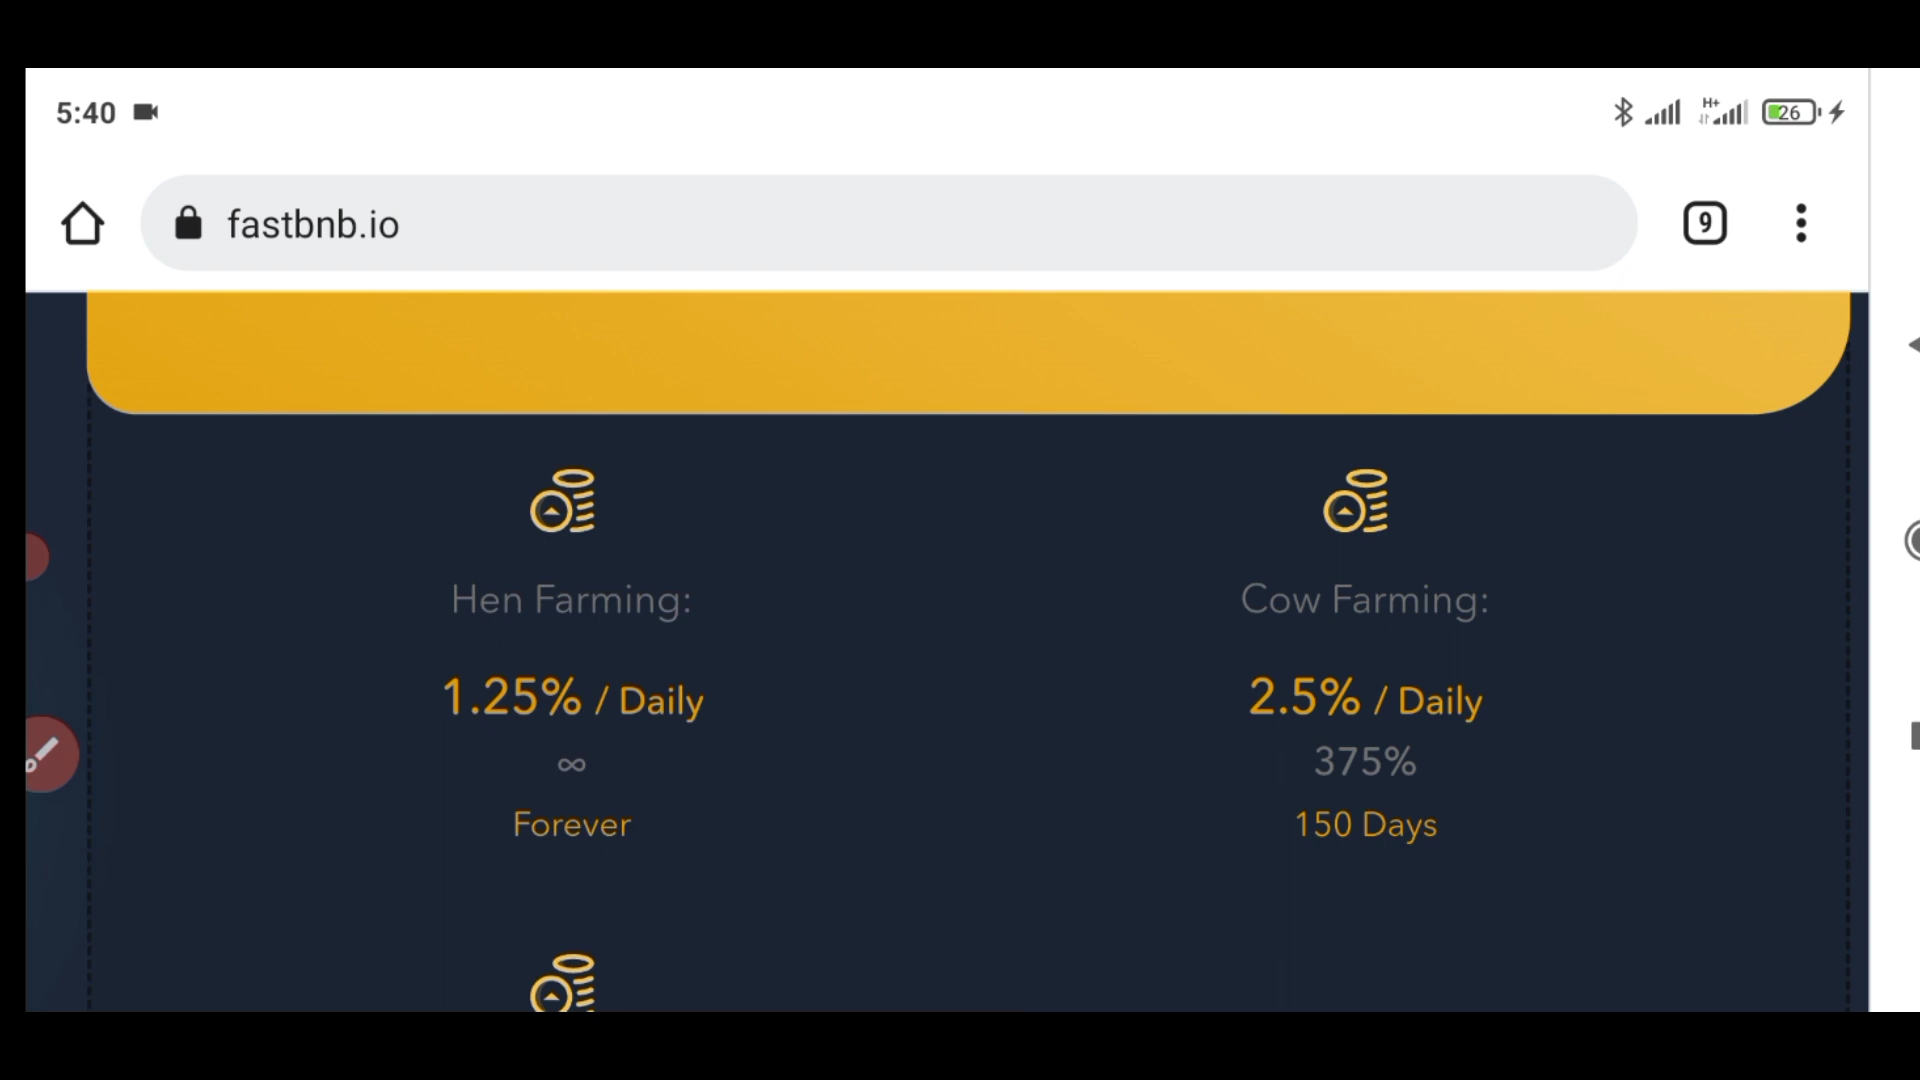 5:40
H+
26
fastbnb.io
9
Hen Farming:
Cow Farming:
1.25% / Daily
2.5% / Daily
∞
375%
Forever
150 Days